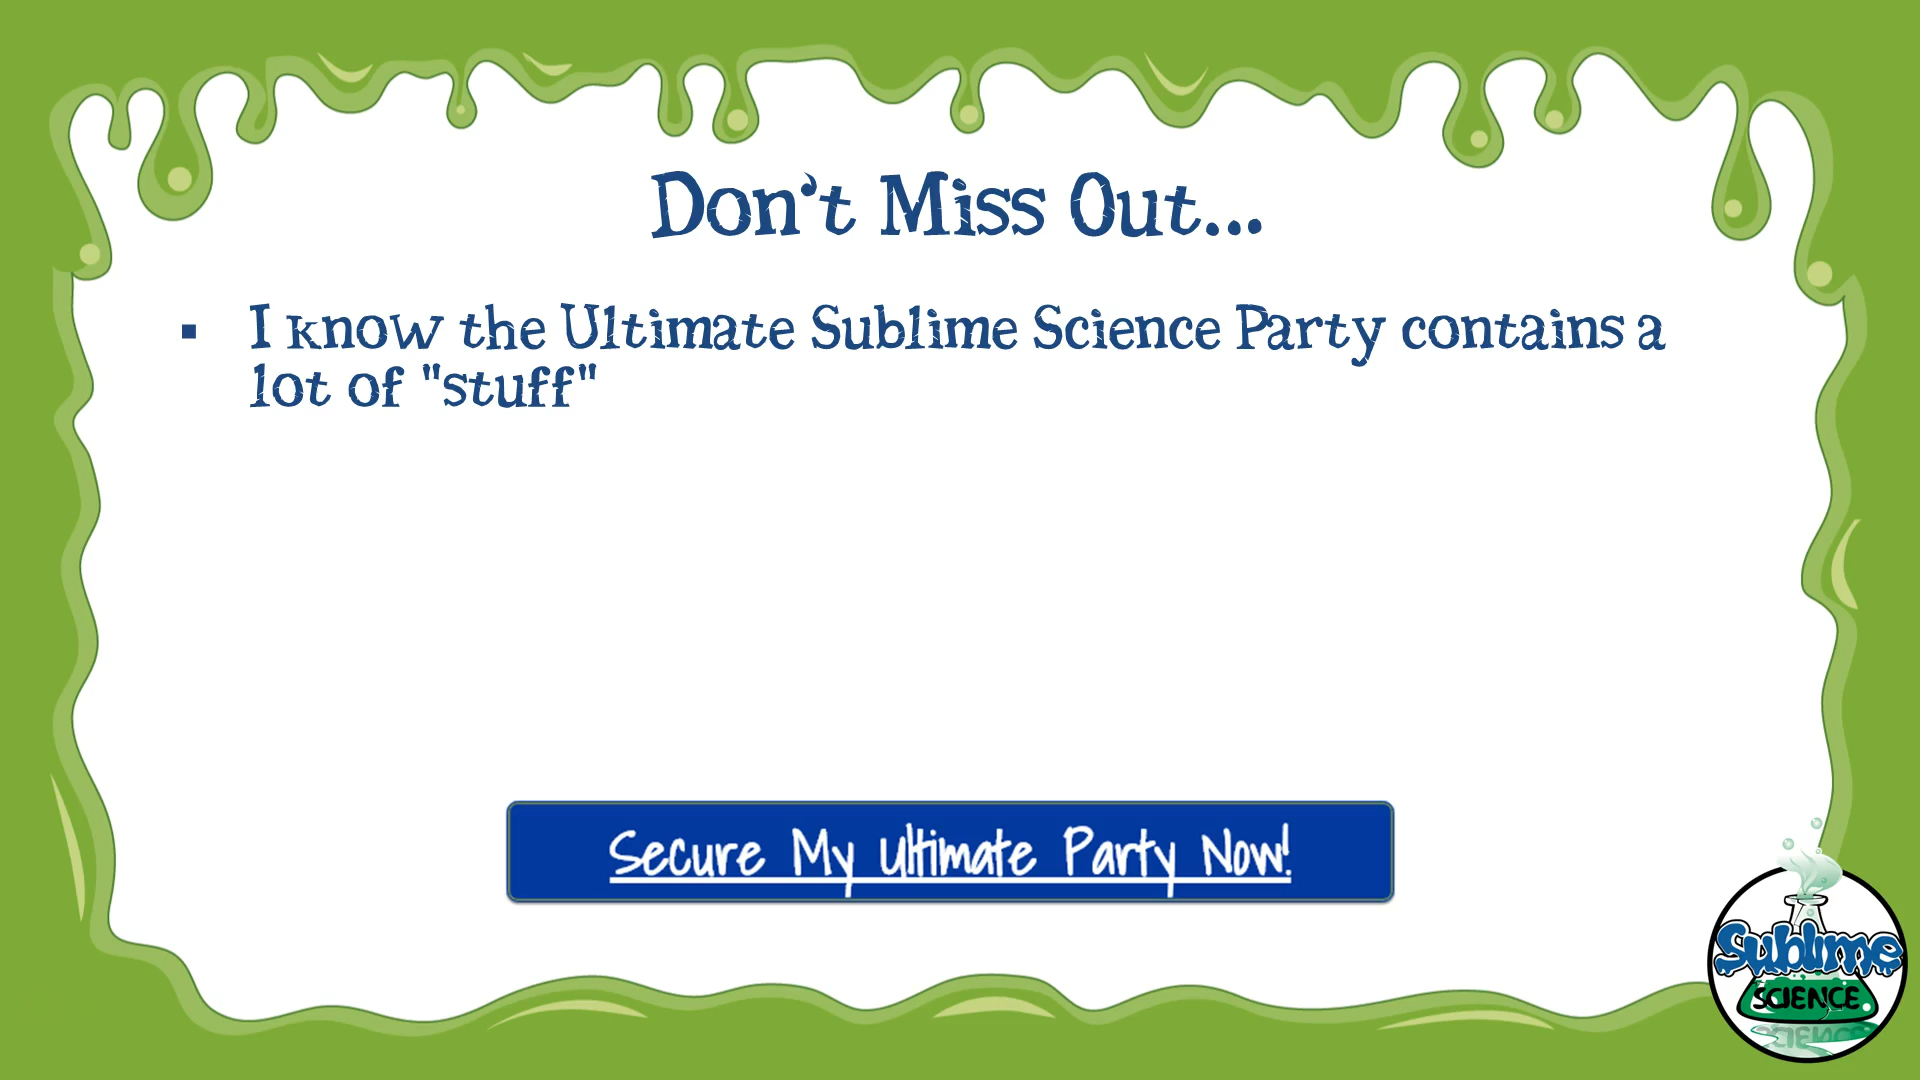 Don't Miss Out...
▪ I know the Ultimate Sublime Science Party contains a
lot of "stuff"
Secure My Ultimate Party Now!
Sublime
SCIENCE